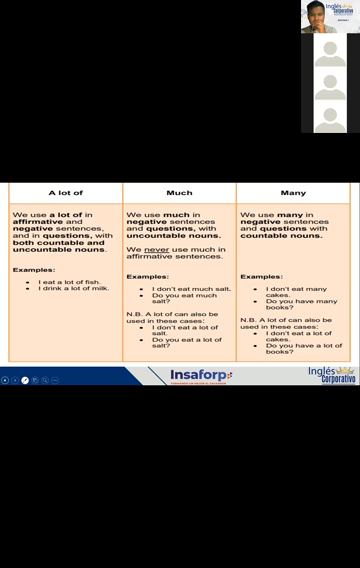 Inglés
Corporativo
A lot of
Much
Many
We use a lot of in
affirmative and
negative sentences,
and in questions, with
both countable and
uncountable nouns.
Examples:
I eat a lot of fish.
I drink a lot of milk.
We use much in
negative sentences
and questions, with
uncountable nouns.
We never use much in
affirmative sentences.
Examples:
I don't eat much salt.
Do you eat much
salt?
N.B. A lot of can also be
used in these cases:
I don't eat a lot of
salt.
Do you eat a lot of
salt?
We use many in
negative sentences
and questions with
countable nouns.
Examples:
I don't eat many
cakes.
Do you have many
books?
N.B. A lot of can also be
used in these cases:
I don't eat a lot of
cakes.
Do you have a lot of
books?
Insaforp
Inglés
Corporativo